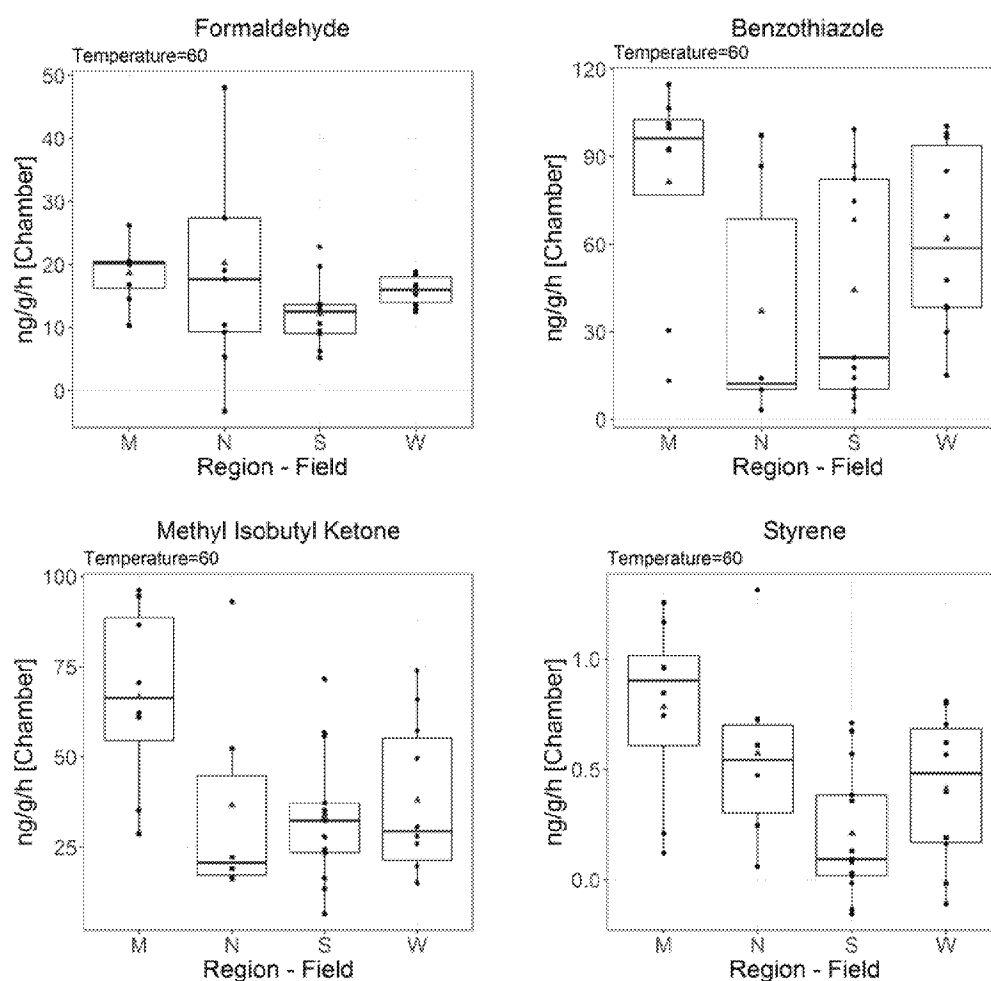 Formaldehyde
Temperature=60
50
40
30
20
10
0
ng/g/h [Chamber]
M N S W
Region - Field
Benzothiazole
Temperature=60
120
90
60
30
0
ng/g/h [Chamber]
M N S W
Region - Field
Methyl Isobutyl Ketone
Temperature=60
100
75
50
25
ng/g/h [Chamber]
M N S W
Region - Field
Styrene
Temperature=60
1.0
0.5
0.0
ng/g/h [Chamber]
M N S W
Region - Field